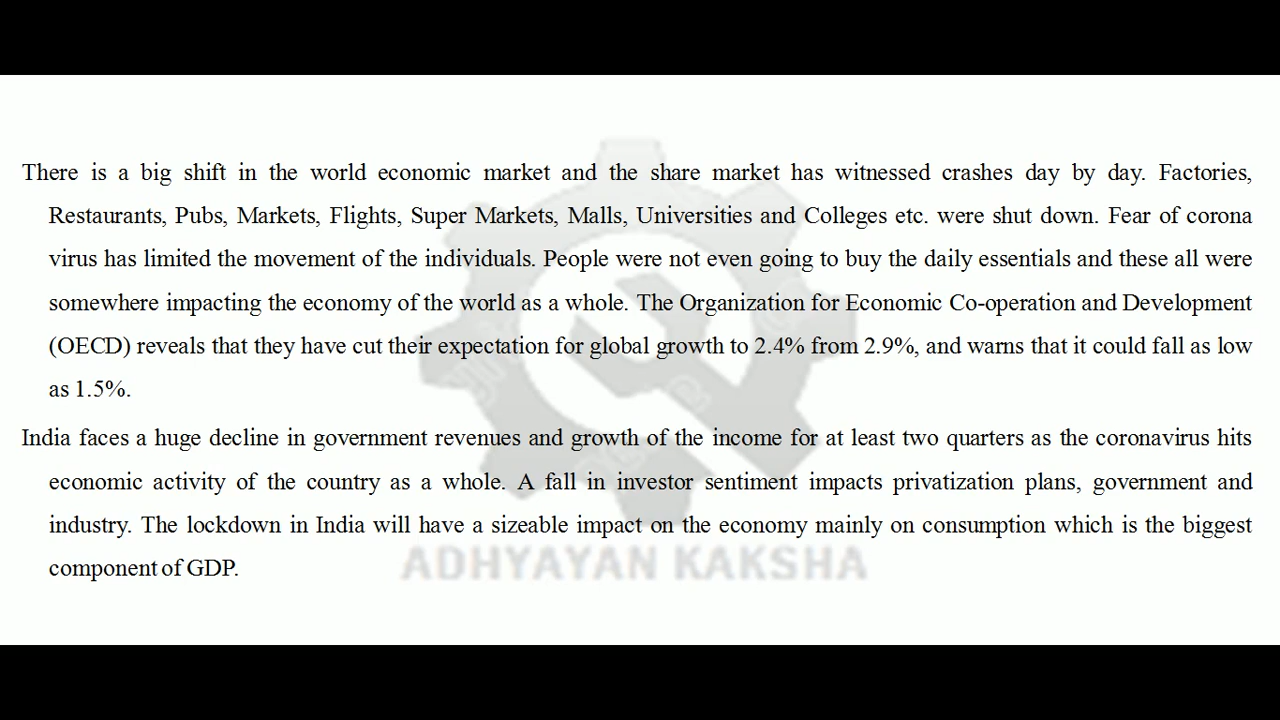 There is a big shift in the world economic market and the share market has witnessed crashes day by day. Factories,
Restaurants, Pubs, Markets, Flights, Super Markets, Malls, Universities and Colleges etc. were shut down. Fear of corona
virus has limited the movement of the individuals. People were not even going to buy the daily essentials and these all were
somewhere impacting the economy of the world as a whole. The Organization for Economic Co-operation and Development
(OECD) reveals that they have cut their expectation for global growth to 2.4% from 2.9%, and warns that it could fall as low
as 1.5%.
India faces a huge decline in government revenues and growth of the income for at least two quarters as the coronavirus hits
economic activity of the country as a whole. A fall in investor sentiment impacts privatization plans, government and
industry. The lockdown in India will have a sizeable impact on the economy mainly on consumption which is the biggest
component of GDP.
ADHYAYAN KAKSHA